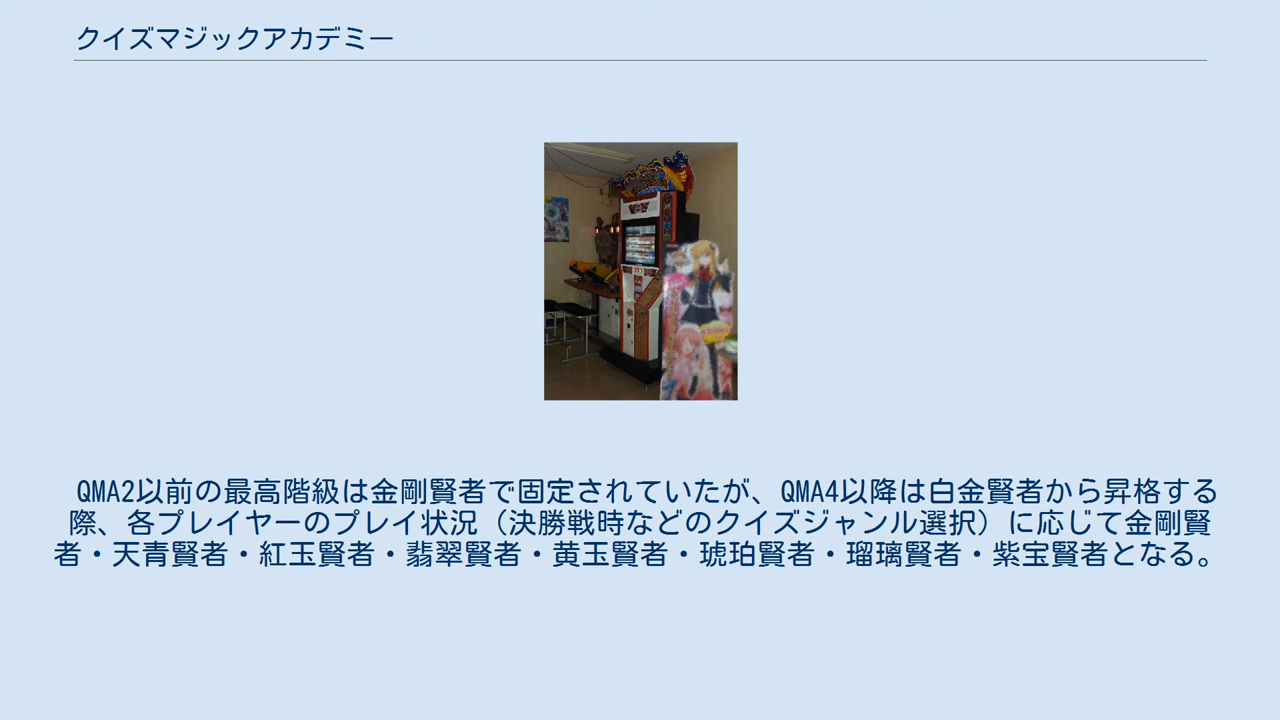 クイズマジックアカデミー
QMA2以前の最高階級は金剛賢者で固定されていたが、QMA4以降は白金賢者から昇格する
際、各プレイヤーのプレイ状況（決勝戦時などのクイズジャンル選択）に応じて金剛賢
者・天青賢者・紅玉賢者・翡翠賢者・黄玉賢者・琥珀賢者・瑠璃賢者・紫宝賢者となる。